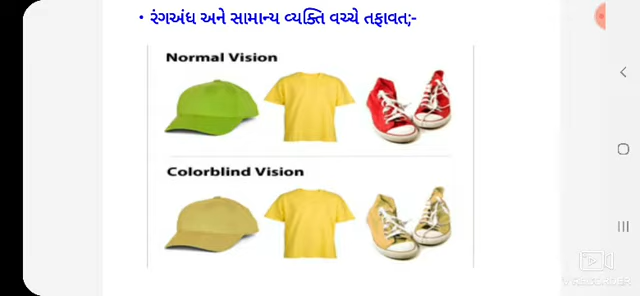 • રંગઅંધ અને સામાન્ય વ્યક્તિ વચ્ચે તફાવત;-
Normal Vision
Colorblind Vision